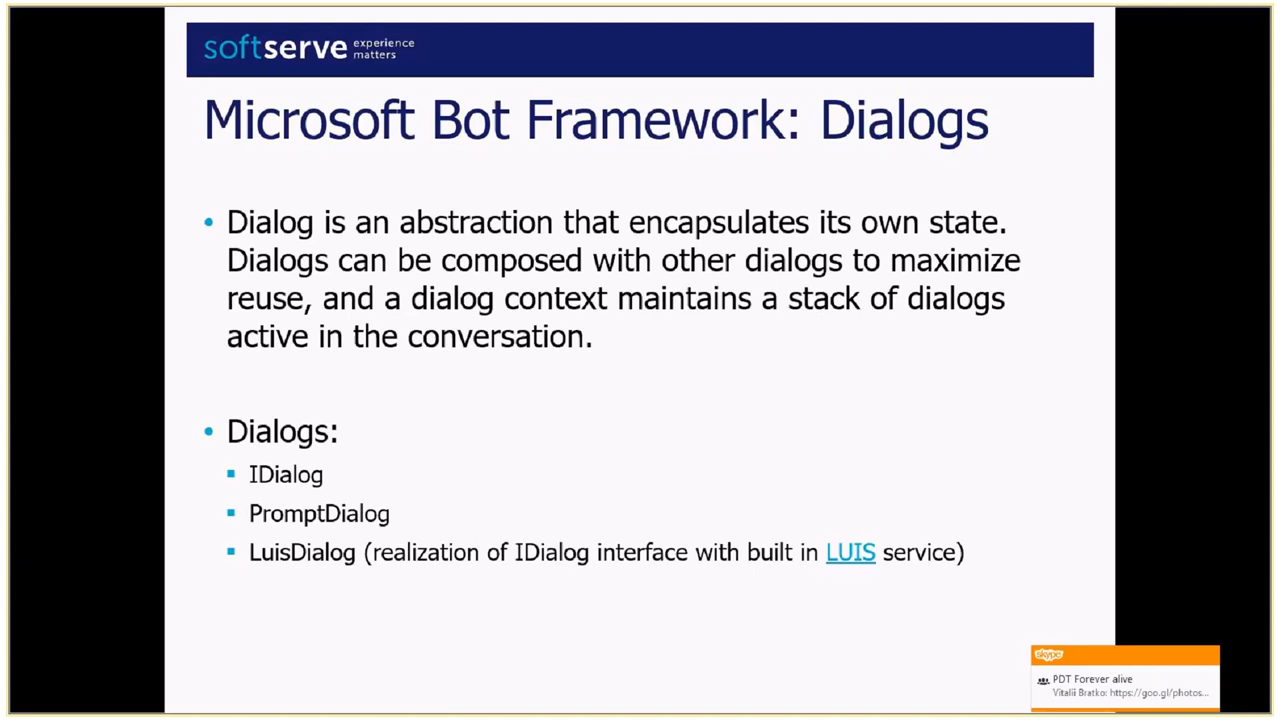 softserve experience matters
Microsoft Bot Framework: Dialogs
• Dialog is an abstraction that encapsulates its own state.
Dialogs can be composed with other dialogs to maximize
reuse, and a dialog context maintains a stack of dialogs
active in the conversation.
• Dialogs:
▪ IDialog
▪ PromptDialog
▪ LuisDialog (realization of IDialog interface with built in LUIS service)
skype
PDT Forever alive
Vitalii Bratko: https://goo.gl/photos...